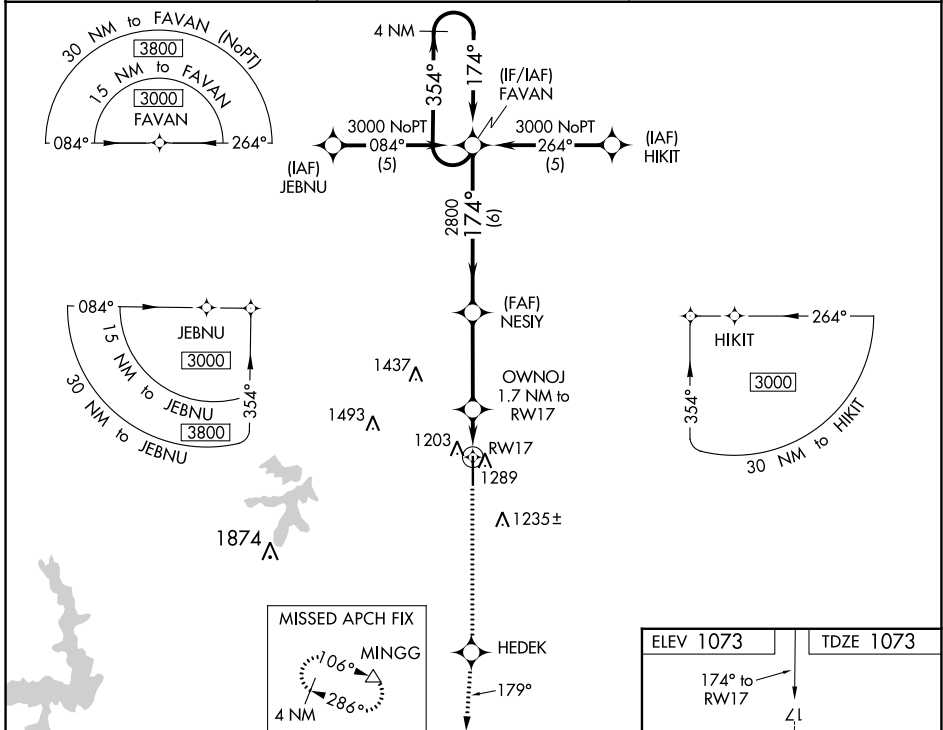 30 NM to FAVAN (NoPT)
3800
15 NM to FAVAN
3000
FAVAN
084°
264°
4 NM
354°
174°
(IF/IAF)
FAVAN
3000 NoPT
084°
(5)
(IAF)
JEBNU
3000 NoPT
264°
(5)
(IAF)
HIKIT
2800
174°
(6)
(FAF)
NESIY
084°
JEBNU
3000
15 NM to JEBNU
3800
30 NM to JEBNU
354°
HIKIT
264°
3000
354°
30 NM to HIKIT
1437
OWNOJ
1.7 NM to
RW17
1493
1203
RW17
1289
1235±
1874
MISSED APCH FIX
MINGG
106°
286°
4 NM
HEDEK
179°
ELEV 1073
TDZE 1073
174° to
RW17
17